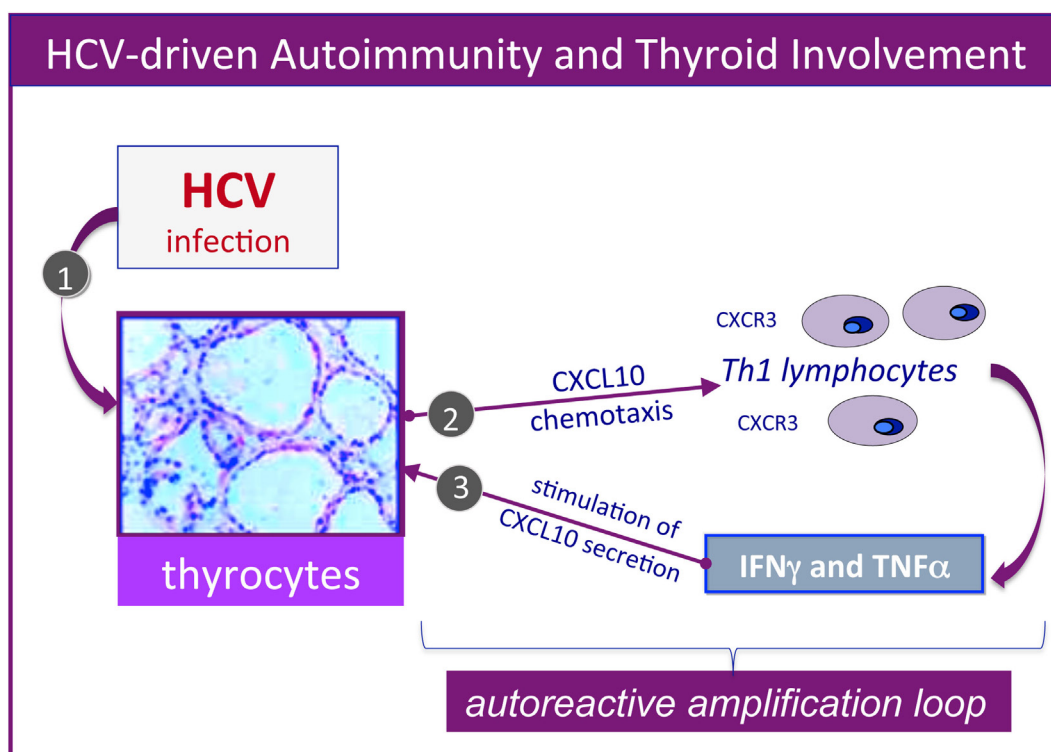 HCV-driven Autoimmunity and Thyroid Involvement
HCV
infection
1
thyrocytes
2
CXCL10
chemotaxis
CXCR3
Th1 lymphocytes
CXCR3
3
stimulation of
CXCL10 secretion
IFNγ and TNFα
autoreactive amplification loop